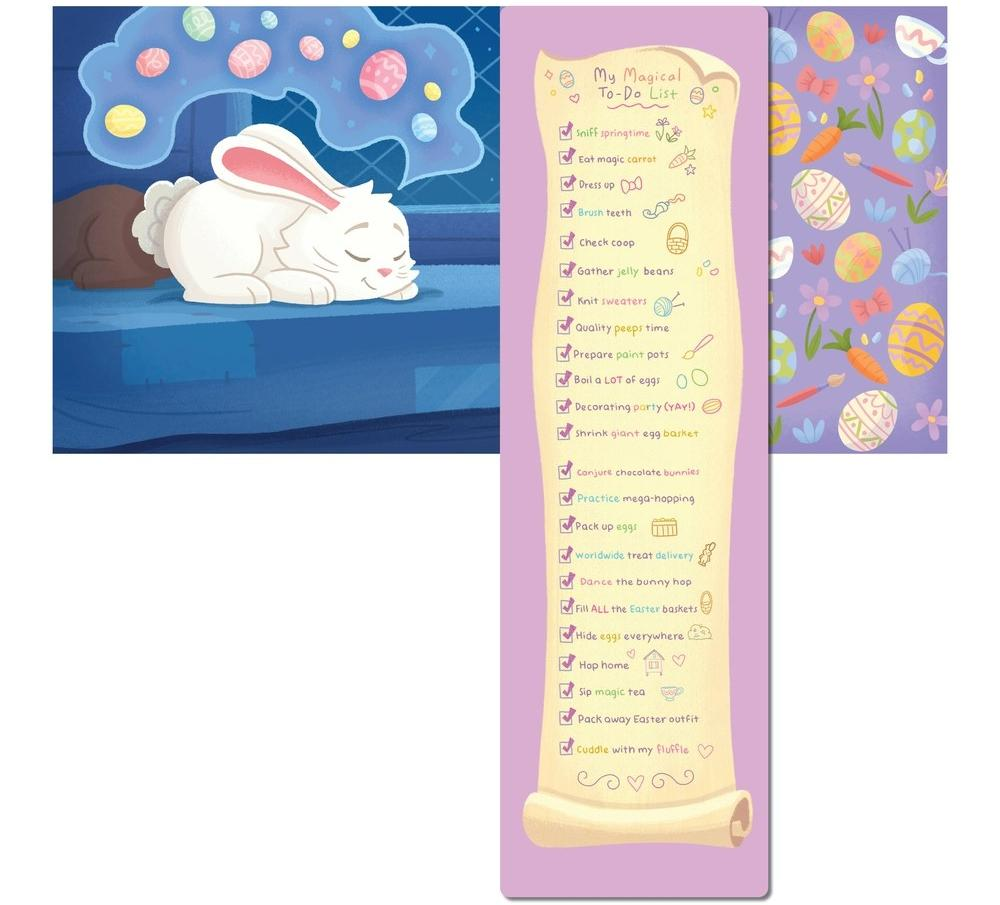 My Magical
To-Do List
Sniff springtime
Eat magic carrot
Dress up
Brush teeth
Check coop
Gather jelly beans
Knit sweaters
Quality peeps time
Prepare paint pots
Boil a LOT of eggs
Decorating party (YAY!)
Shrink giant egg basket
Conjure chocolate bunnies
Practice mega-hopping
Pack up eggs
Worldwide treat delivery
Dance the bunny hop
Fill ALL the Easter baskets
Hide eggs everywhere
Hop home
Sip magic tea
Pack away Easter outfit
Cuddle with my fluffle